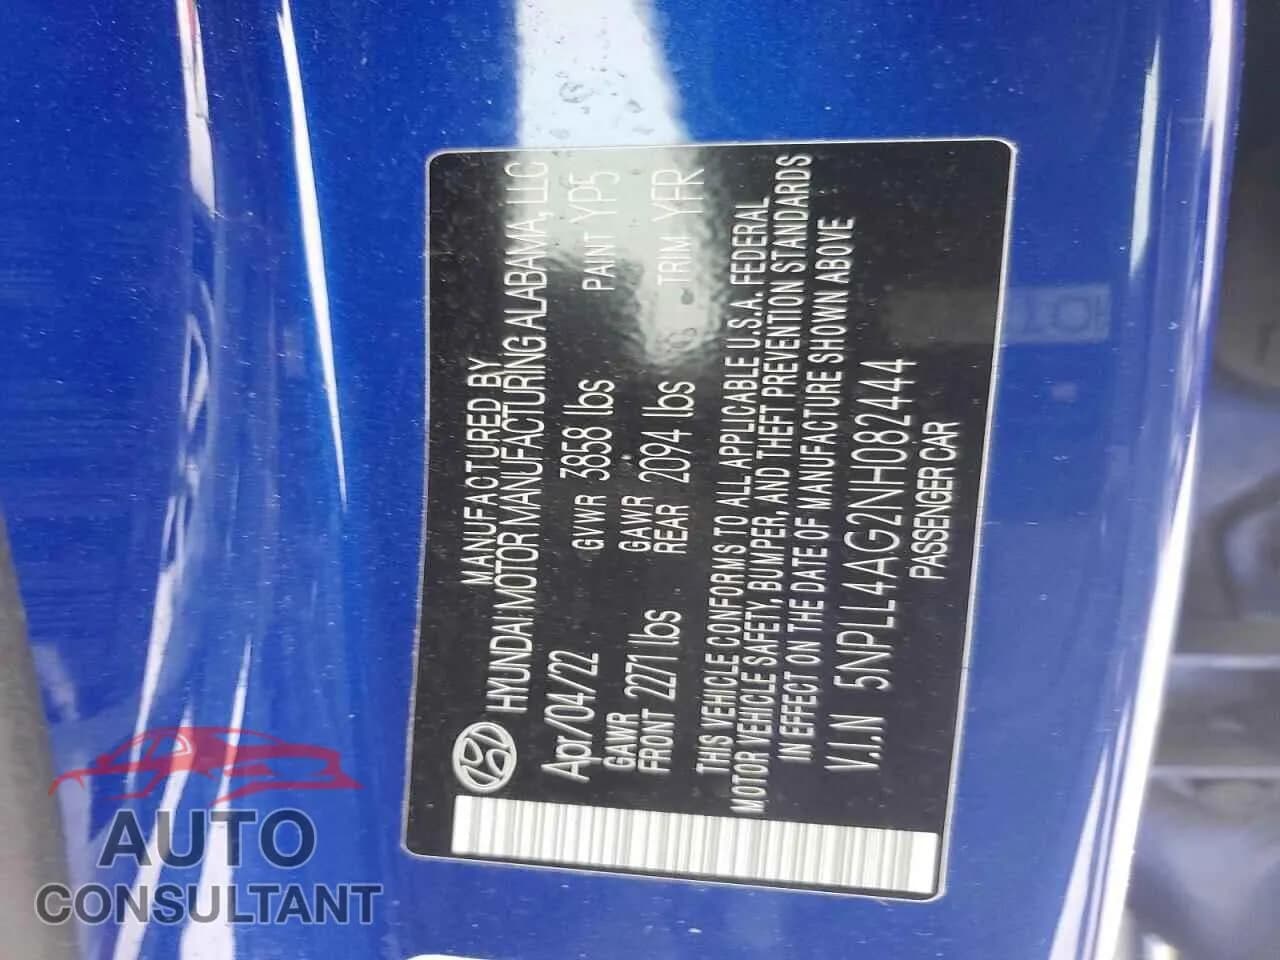 MANUFACTURED BY
HYUNDAI MOTOR MANUFACTURING ALABAMA, LLC
Apr/04/22 GVWR 3858 lbs PAINT YP5
GAWR GAWR
FRONT 2271 lbs REAR 2094 lbs TRIM YFR
THIS VEHICLE CONFORMS TO ALL APPLICABLE U.S.A. FEDERAL
MOTOR VEHICLE SAFETY, BUMPER, AND THEFT PREVENTION STANDARDS
IN EFFECT ON THE DATE OF MANUFACTURE SHOWN ABOVE
V.I.N 5NPLL4AG2NH082444
PASSENGER CAR
AUTO
CONSULTANT